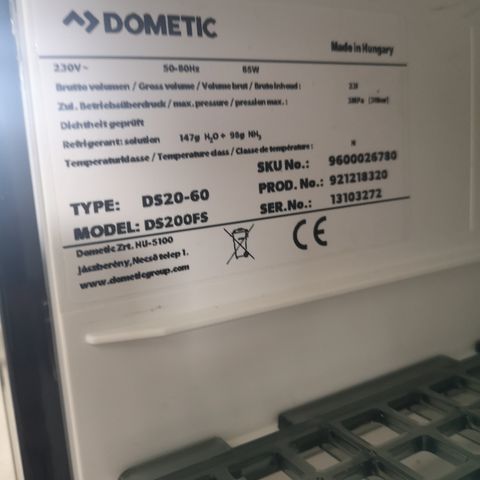 DOMETIC
Made in Hungary
230V~ 50-60Hz 65W
Brutto volumen / Gross volume / Volume brut / Bruto inhoud :
Zul. Betriebsüberdruck / max. pressure / pression max. :
Dichtheit geprüft
Refrigerant: solution 147g H₂O + 98g NH₃
Temperaturklasse / Temperature class / Classe de température : N
SKU No.: 9600026780
TYPE: DS20-60 PROD. No.: 921218320
MODEL: DS200FS SER.No.: 13103272
Dometic Zrt. HU-5100
Jászberény, Necső telep 1.
www.dometicgroup.com
CE